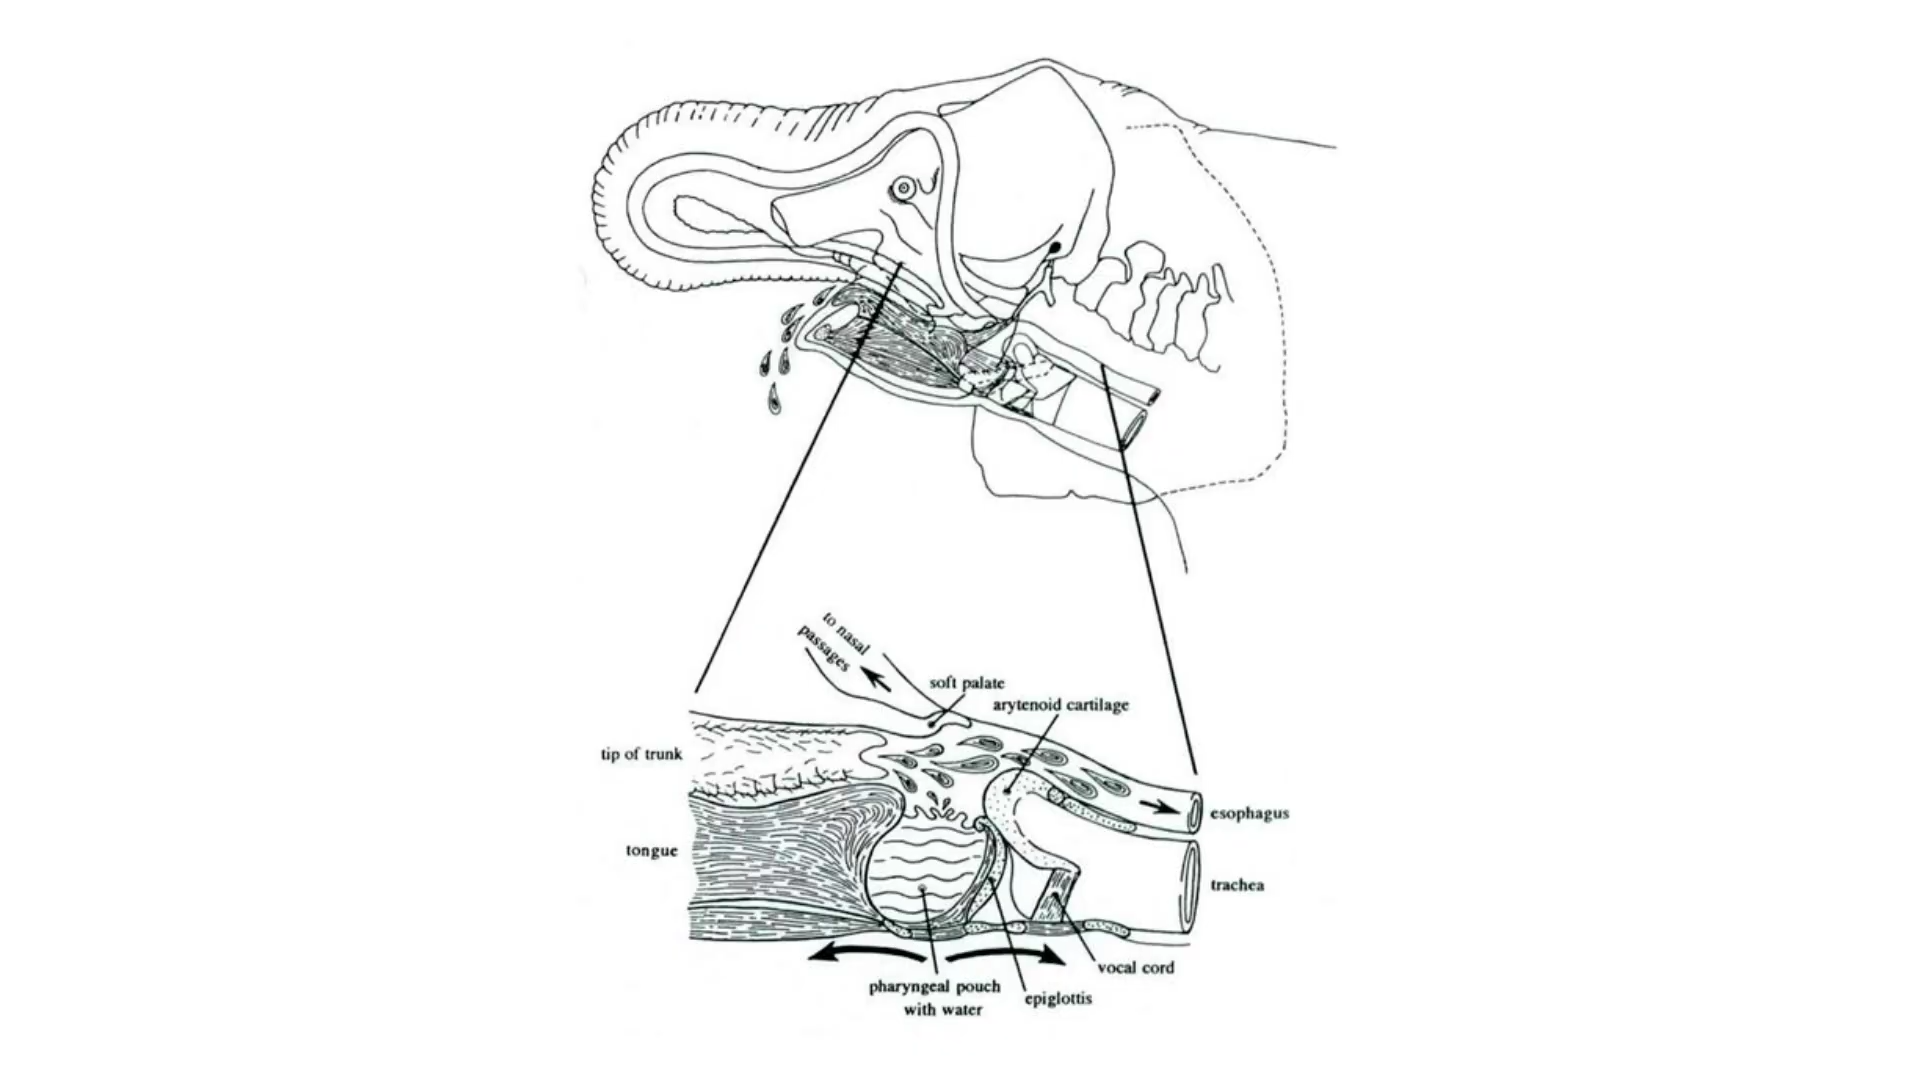 to nasal
passages
soft palate
arytenoid cartilage
tip of trunk
esophagus
tongue
trachea
vocal cord
pharyngeal pouch
with water
epiglottis